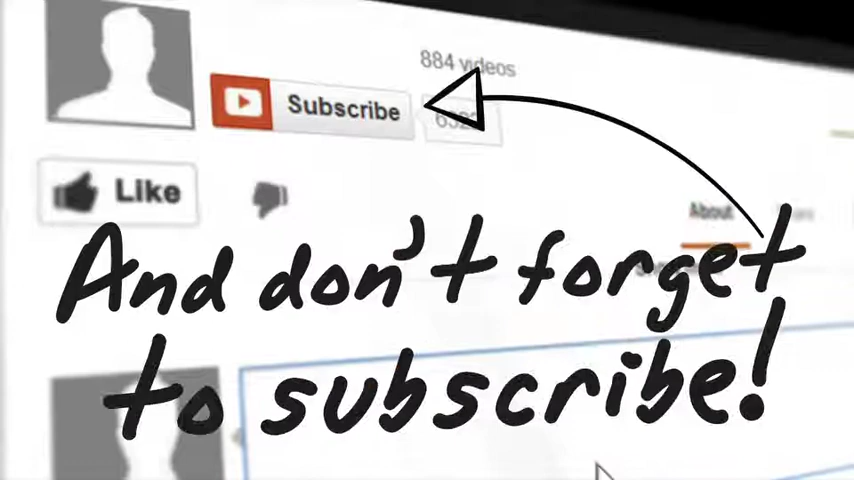 884 videos
Subscribe
Like
About
And don't forget
to subscribe!